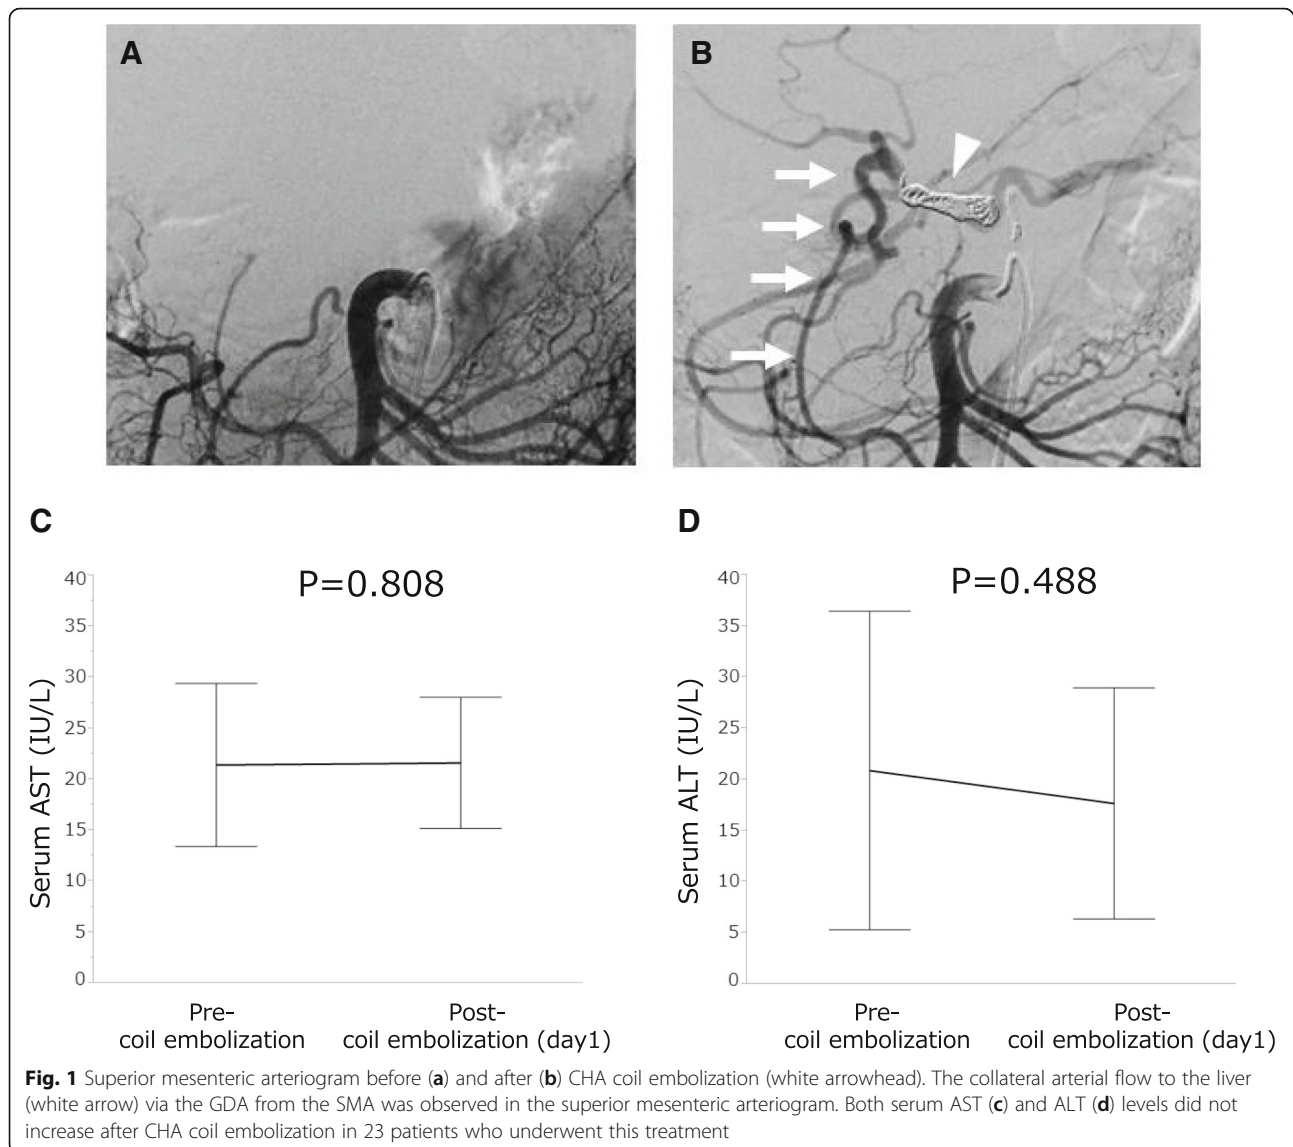 A
B
C
D
P=0.808
40
35
30
25
20
15
10
5
0
Serum AST (IU/L)
Pre-
coil embolization
Post-
coil embolization (day1)
P=0.488
40
35
30
25
20
15
10
5
0
Serum ALT (IU/L)
Pre-
coil embolization
Post-
coil embolization (day1)
Fig. 1 Superior mesenteric arteriogram before (a) and after (b) CHA coil embolization (white arrowhead). The collateral arterial flow to the liver
(white arrow) via the GDA from the SMA was observed in the superior mesenteric arteriogram. Both serum AST (c) and ALT (d) levels did not
increase after CHA coil embolization in 23 patients who underwent this treatment